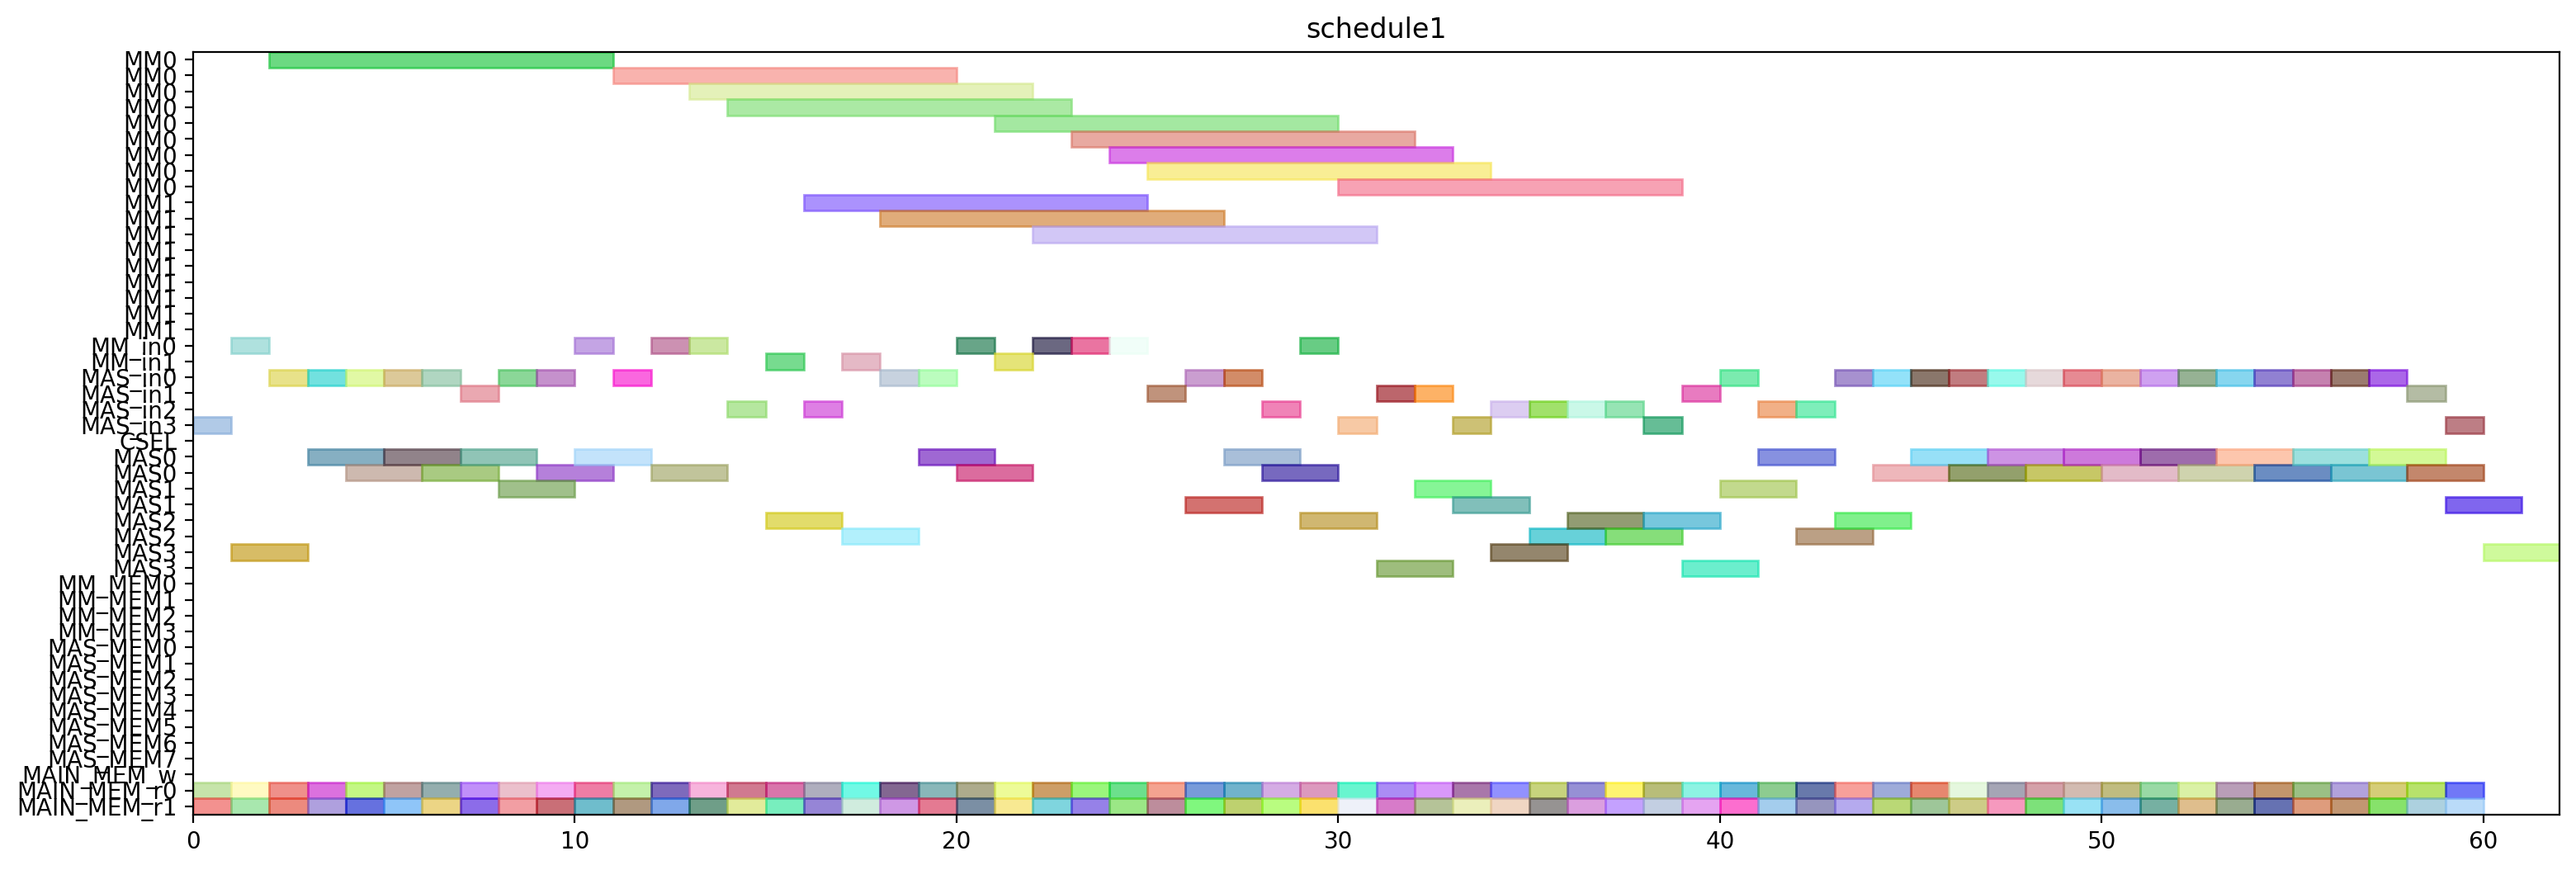 schedule1
MM0
MM0
MM0
MM0
MM0
MM0
MM0
MM0
MM0
MM1
MM1
MM1
MM1
MM1
MM1
MM1
MM1
MM1
MM_in0
MM_in1
MAS_in0
MAS_in1
MAS_in2
MAS_in3
CSEL
MAS0
MAS0
MAS1
MAS1
MAS2
MAS2
MAS3
MAS3
MM_MEM0
MM_MEM1
MM_MEM2
MM_MEM3
MAS_MEM0
MAS_MEM1
MAS_MEM2
MAS_MEM3
MAS_MEM4
MAS_MEM5
MAS_MEM6
MAS_MEM7
MAIN_MEM_w
MAIN_MEM_r0
MAIN_MEM_r1
0 10 20 30 40 50 60